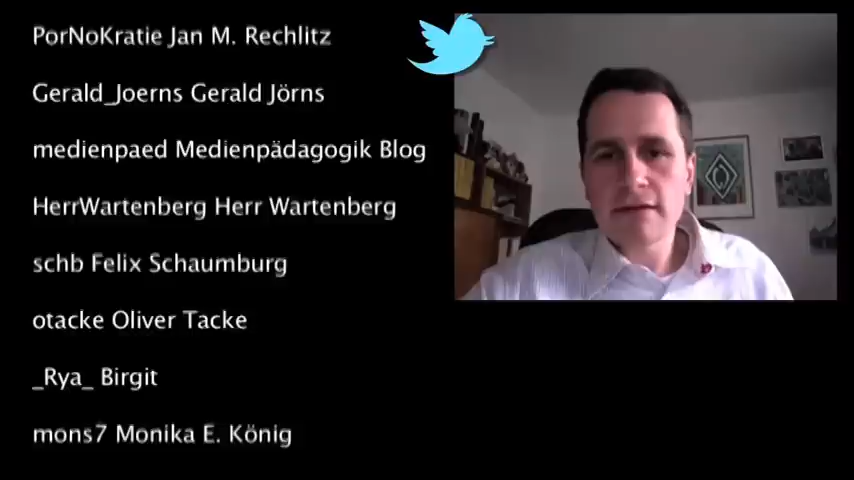 PorNoKratie Jan M. Rechlitz
Gerald_Joerns Gerald Jörns
medienpaed Medienpädagogik Blog
HerrWartenberg Herr Wartenberg
schb Felix Schaumburg
otacke Oliver Tacke
_Rya_ Birgit
mons7 Monika E. König